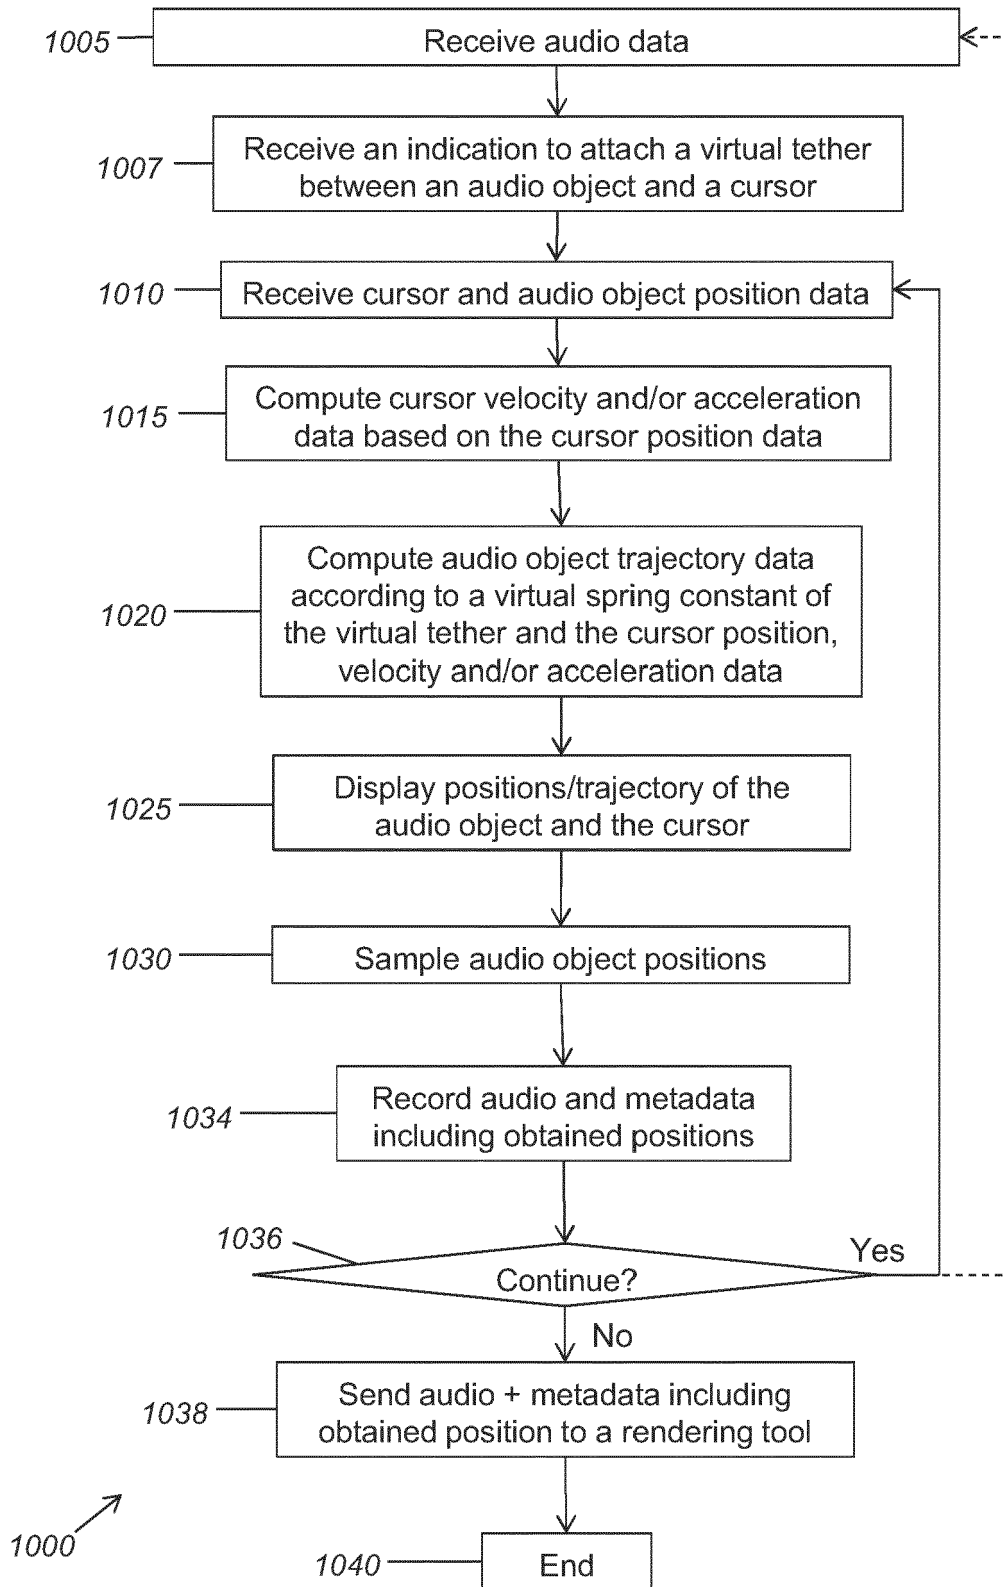 1005
Receive audio data
1007
Receive an indication to attach a virtual tether
between an audio object and a cursor
1010
Receive cursor and audio object position data
1015
Compute cursor velocity and/or acceleration
data based on the cursor position data
1020
Compute audio object trajectory data
according to a virtual spring constant of
the virtual tether and the cursor position,
velocity and/or acceleration data
1025
Display positions/trajectory of the
audio object and the cursor
1030
Sample audio object positions
1034
Record audio and metadata
including obtained positions
1036
Continue?
Yes
No
1038
Send audio + metadata including
obtained position to a rendering tool
1000
1040
End